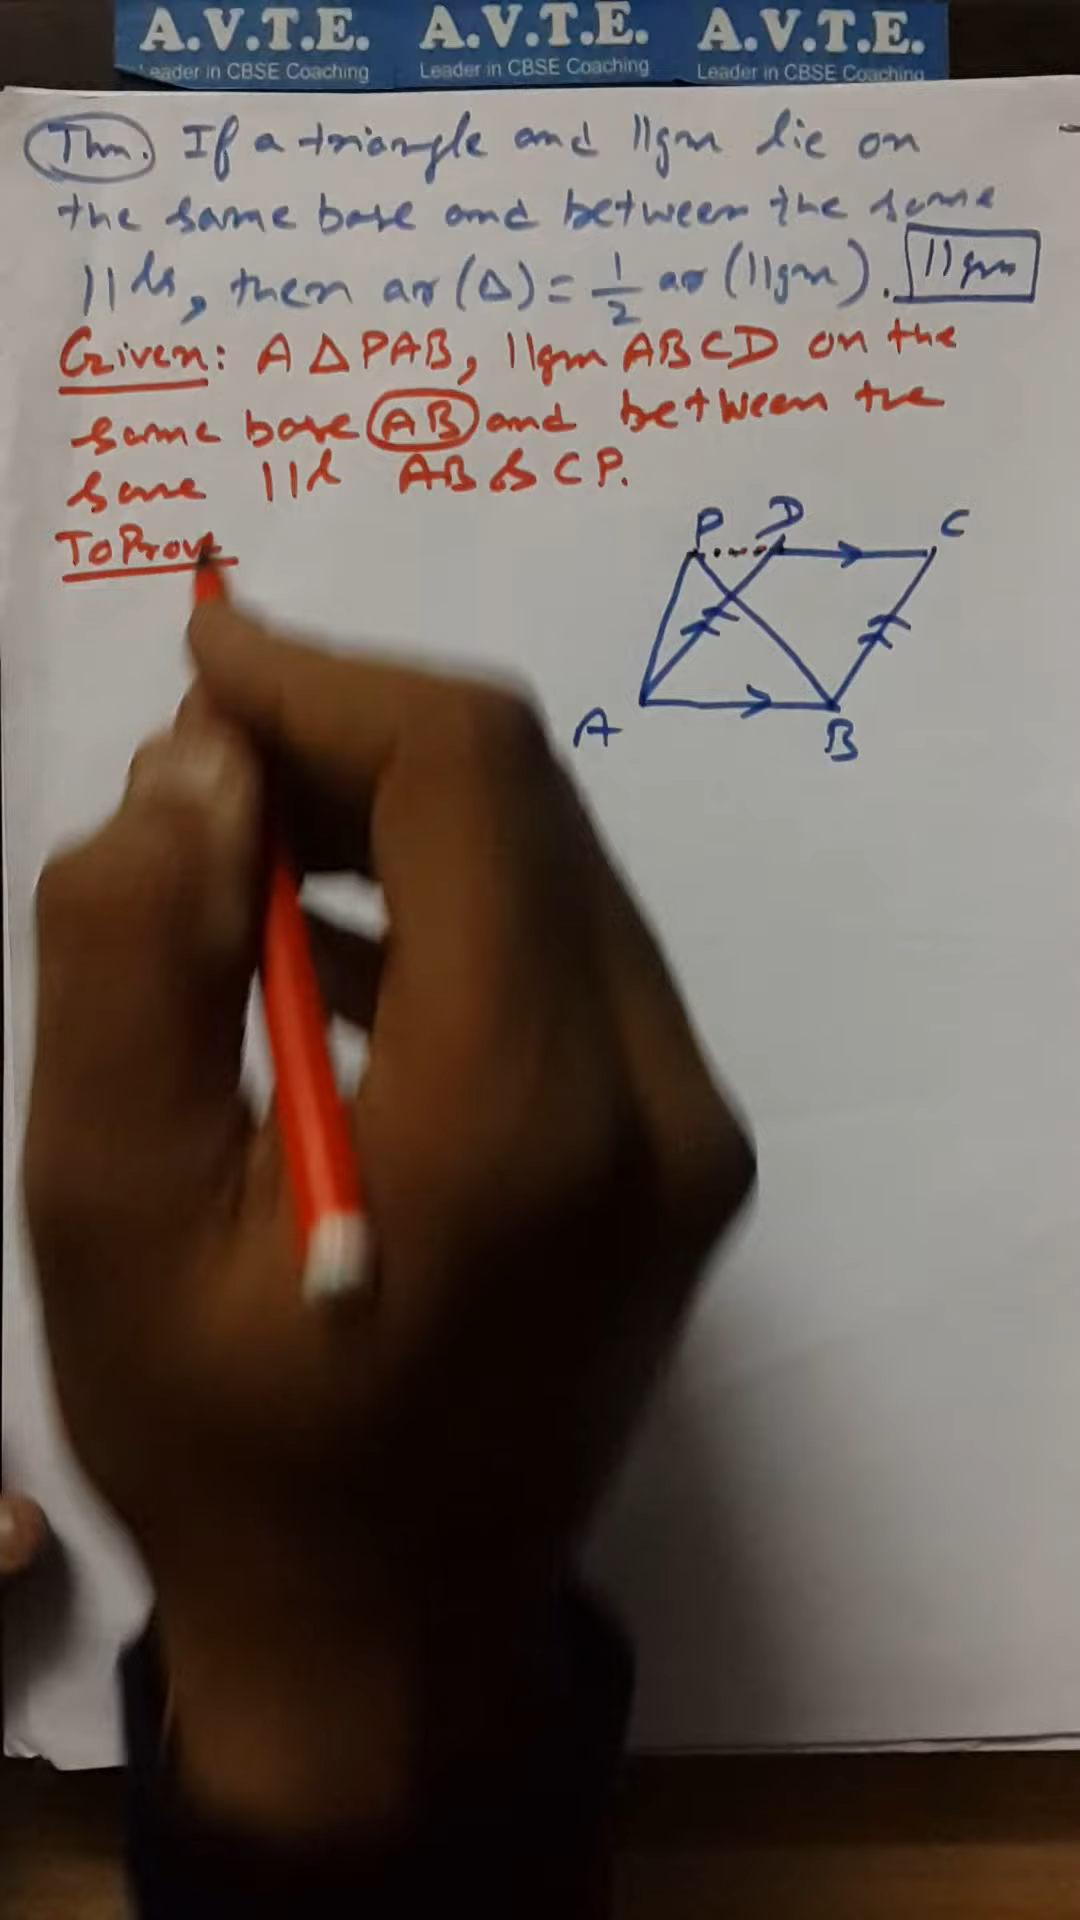 A.V.T.E. A.V.T.E. A.V.T.E.
Leader in CBSE Coaching Leader in CBSE Coaching Leader in CBSE Coaching
Thm. If a triangle and ||gm lie on
the same base and between the same
||ls, then ar (Δ) = 1/2 ar (||gm). ||gm
Given: A Δ PAB, ||gm ABCD on the
same base AB and between the
same ||l AB & CP.
To Prove
P D C
A B